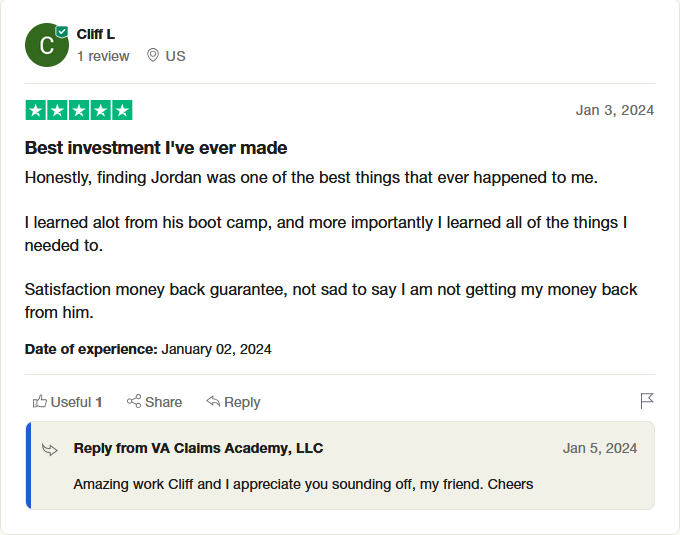 C
Cliff L
1 review US
Jan 3, 2024
Best investment I've ever made
Honestly, finding Jordan was one of the best things that ever happened to me.
I learned alot from his boot camp, and more importantly I learned all of the things I
needed to.
Satisfaction money back guarantee, not sad to say I am not getting my money back
from him.
Date of experience: January 02, 2024
Useful 1 Share Reply
Reply from VA Claims Academy, LLC Jan 5, 2024
Amazing work Cliff and I appreciate you sounding off, my friend. Cheers